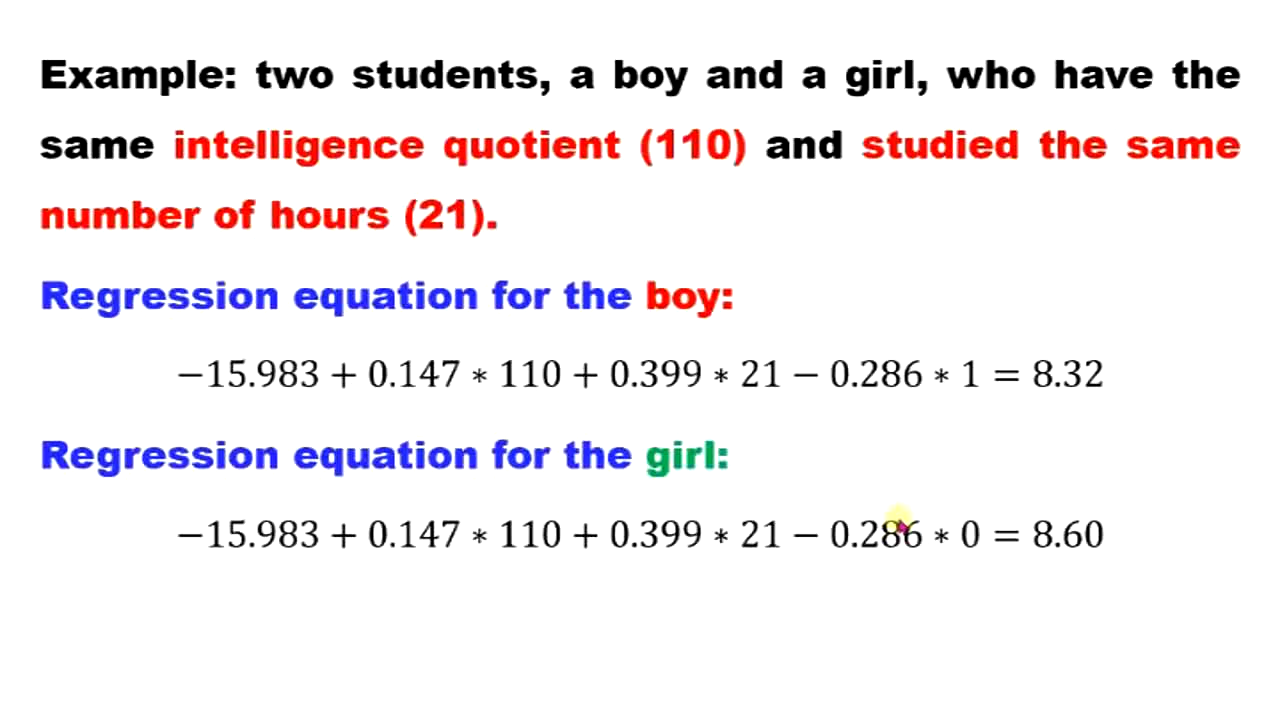 Example: two students, a boy and a girl, who have the
same intelligence quotient (110) and studied the same
number of hours (21).
Regression equation for the boy:
−15.983 + 0.147 ∗ 110 + 0.399 ∗ 21 − 0.286 ∗ 1 = 8.32
Regression equation for the girl:
−15.983 + 0.147 ∗ 110 + 0.399 ∗ 21 − 0.286 ∗ 0 = 8.60